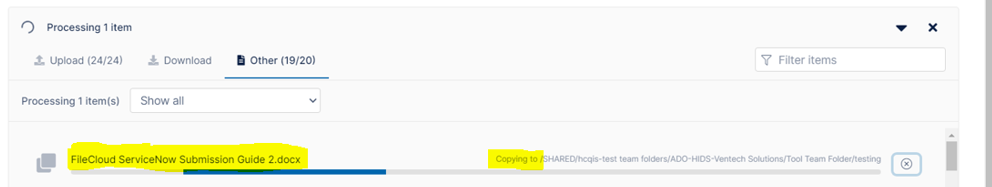 Processing 1 item
Upload (24/24) Download Other (19/20) Filter items
Processing 1 item(s) Show all
FileCloud ServiceNow Submission Guide 2.docx Copying to /SHARED/hcqis-test team folders/ADO-HIDS-Ventech Solutions/Tool Team Folder/testing